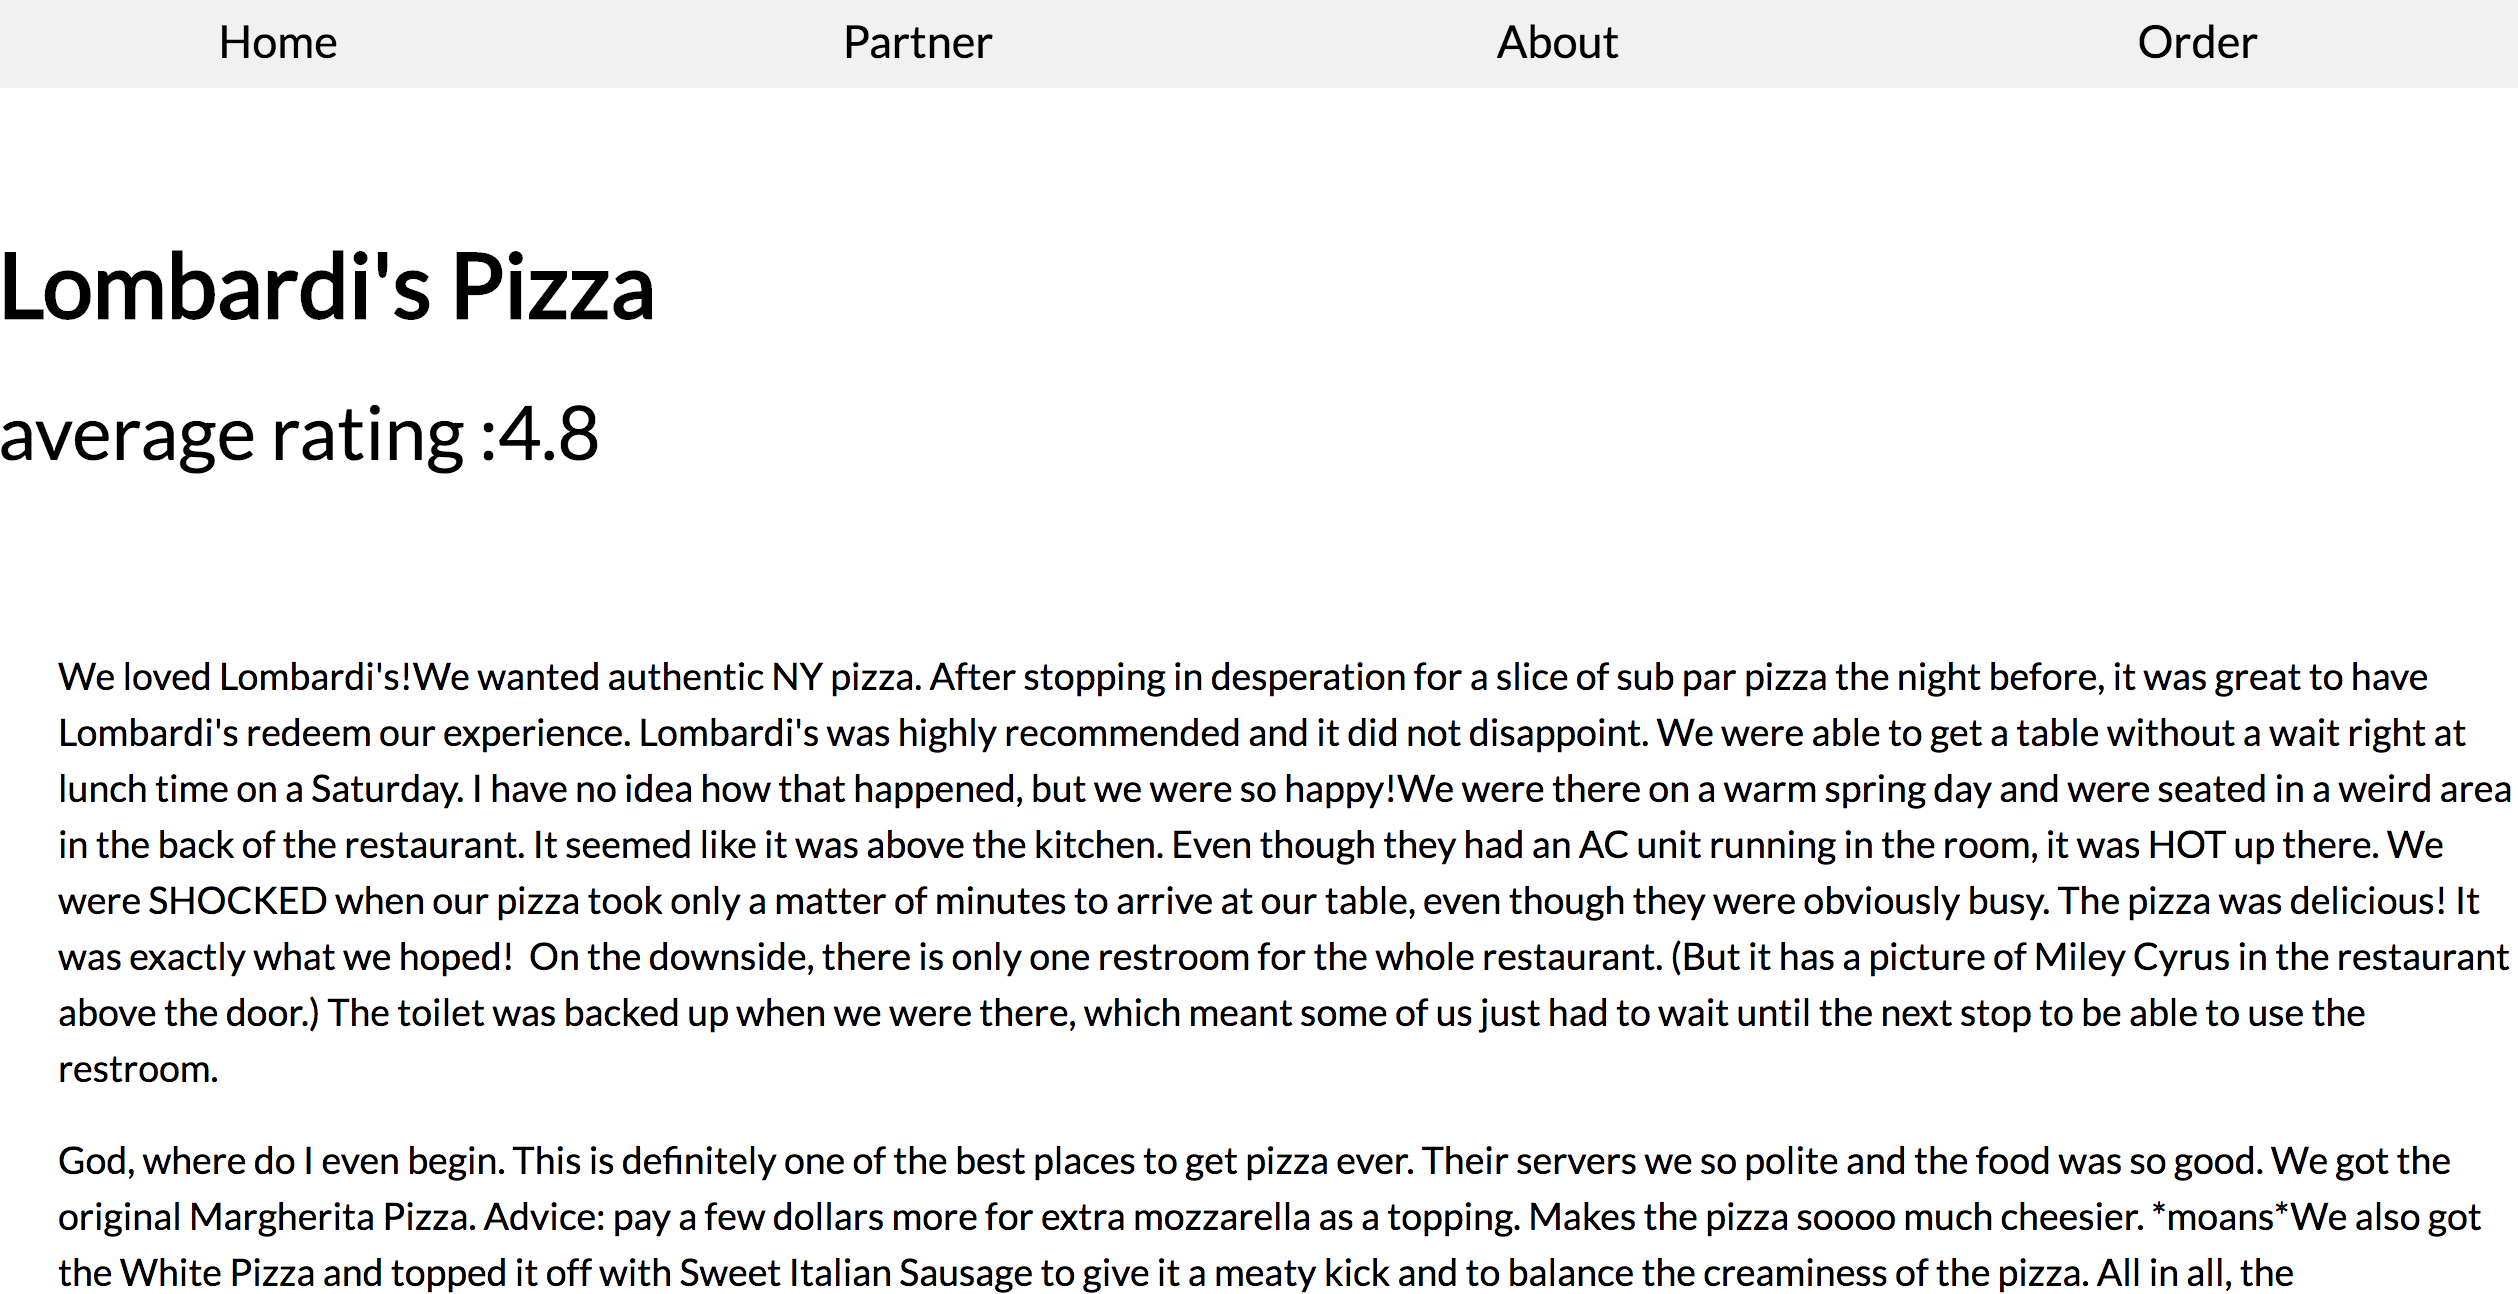 Home Partner About Order
Lombardi's Pizza
average rating :4.8
We loved Lombardi's!We wanted authentic NY pizza. After stopping in desperation for a slice of sub par pizza the night before, it was great to have
Lombardi's redeem our experience. Lombardi's was highly recommended and it did not disappoint. We were able to get a table without a wait right at
lunch time on a Saturday. I have no idea how that happened, but we were so happy!We were there on a warm spring day and were seated in a weird area
in the back of the restaurant. It seemed like it was above the kitchen. Even though they had an AC unit running in the room, it was HOT up there. We
were SHOCKED when our pizza took only a matter of minutes to arrive at our table, even though they were obviously busy. The pizza was delicious! It
was exactly what we hoped!  On the downside, there is only one restroom for the whole restaurant. (But it has a picture of Miley Cyrus in the restaurant
above the door.) The toilet was backed up when we were there, which meant some of us just had to wait until the next stop to be able to use the
restroom.
God, where do I even begin. This is definitely one of the best places to get pizza ever. Their servers we so polite and the food was so good. We got the
original Margherita Pizza. Advice: pay a few dollars more for extra mozzarella as a topping. Makes the pizza soooo much cheesier. *moans*We also got
the White Pizza and topped it off with Sweet Italian Sausage to give it a meaty kick and to balance the creaminess of the pizza. All in all, the